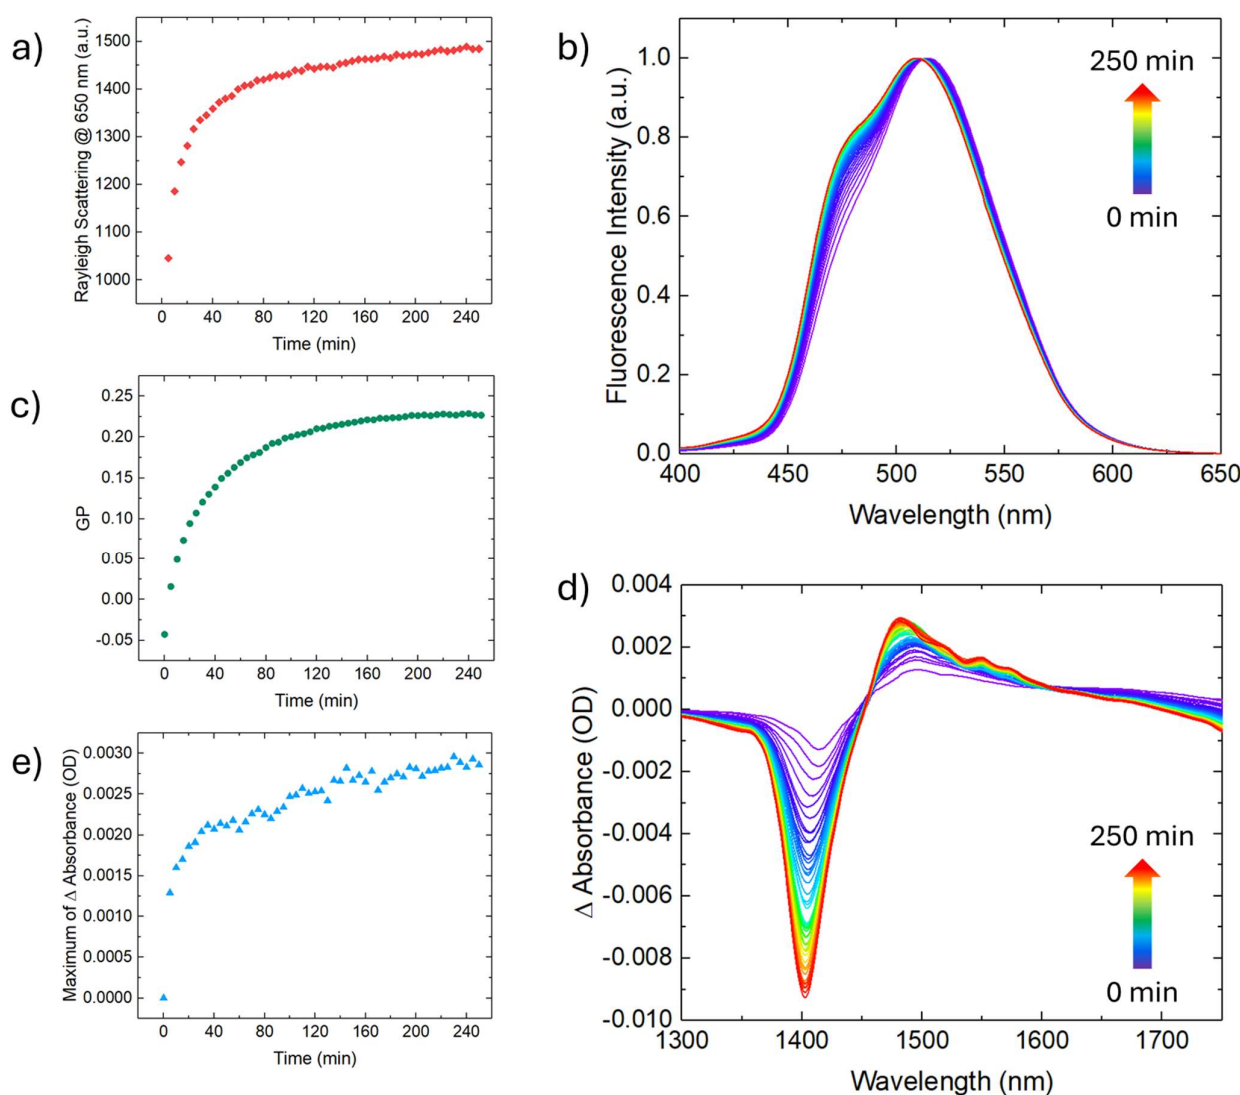 a)
Rayleigh Scattering @ 650 nm (a.u.)
1500
1400
1300
1200
1100
1000
0 40 80 120 160 200 240
Time (min)
b)
Fluorescence Intensity (a.u.)
1.0
0.8
0.6
0.4
0.2
0.0
400 450 500 550 600 650
Wavelength (nm)
250 min
0 min
c)
GP
0.25
0.20
0.15
0.10
0.05
0.00
-0.05
0 40 80 120 160 200 240
Time (min)
d)
Δ Absorbance (OD)
0.004
0.002
0.000
-0.002
-0.004
-0.006
-0.008
-0.010
1300 1400 1500 1600 1700
Wavelength (nm)
250 min
0 min
e)
Maximum of Δ Absorbance (OD)
0.0030
0.0025
0.0020
0.0015
0.0010
0.0005
0.0000
0 40 80 120 160 200 240
Time (min)